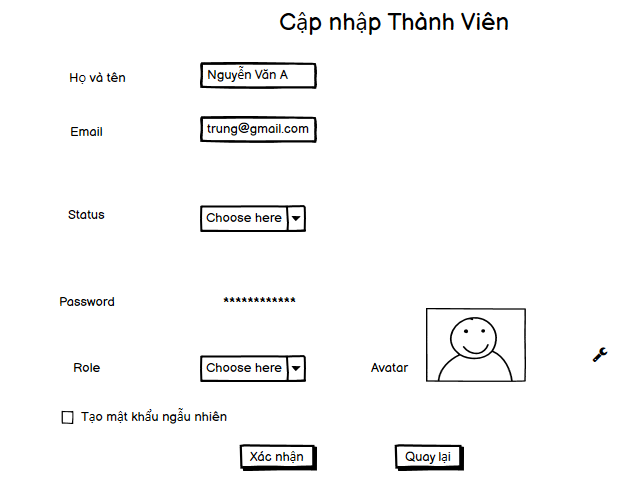 Cập nhập Thành Viên
Họ và tên
Nguyễn Văn A
Email
trung@gmail.com
Status
Choose here
Password
************
Role
Choose here
Avatar
Tạo mật khẩu ngẫu nhiên
Xác nhận
Quay lại